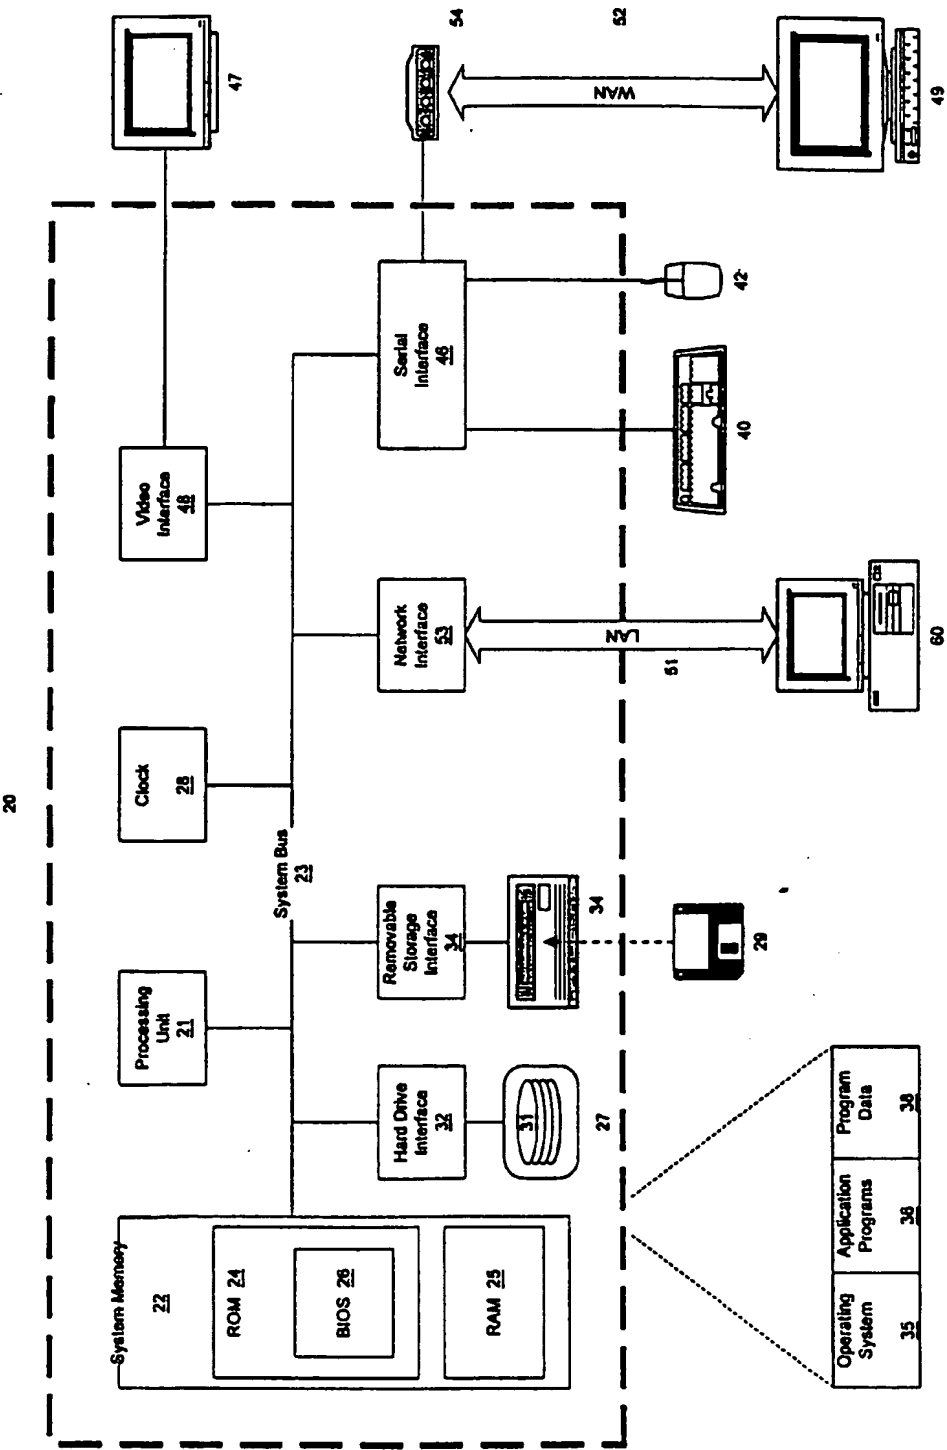 20
System Memory
22
ROM 24
BIOS 26
RAM 25
Processing
Unit
21
Clock
28
Video
Interface
48
47
System Bus
23
Hard Drive
Interface
32
31
27
Removable
Storage
Interface
34
34
29
Network
Interface
53
LAN
51
60
Serial
Interface
46
40
42
54
WAN
52
49
Operating
System
35
Application
Programs
36
Program
Data
38